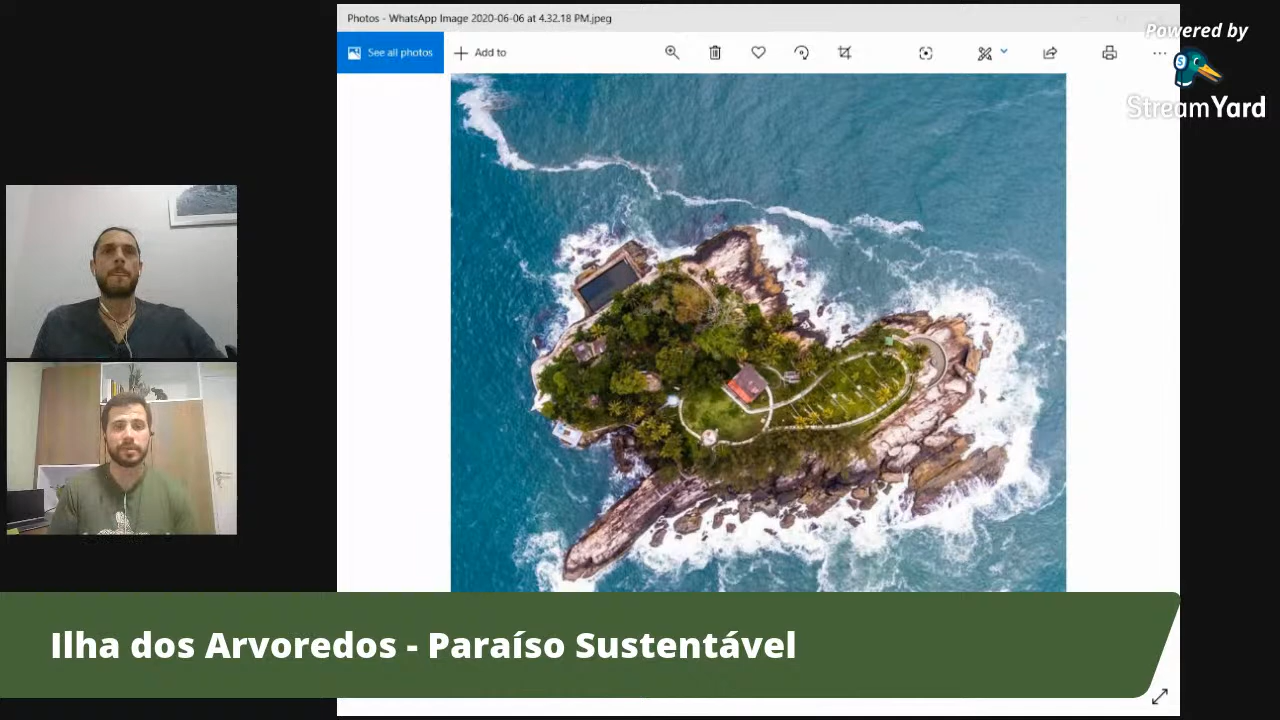 Photos - WhatsApp Image 2020-06-06 at 4.32.18 PM.jpeg
See all photos
Add to
Powered by
S
StreamYard
Ilha dos Arvoredos - Paraíso Sustentável